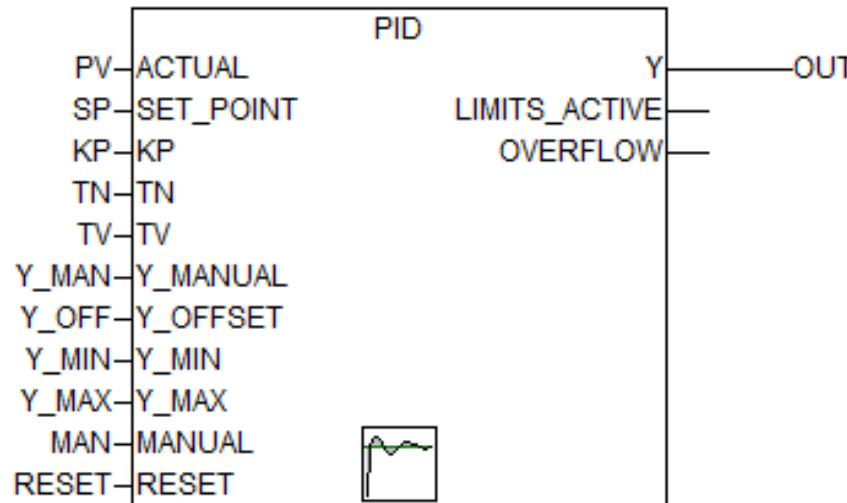 PID
PV ACTUAL Y OUT
SP SET_POINT LIMITS_ACTIVE
KP KP OVERFLOW
TN TN
TV TV
Y_MAN Y_MANUAL
Y_OFF Y_OFFSET
Y_MIN Y_MIN
Y_MAX Y_MAX
MAN MANUAL
RESET RESET